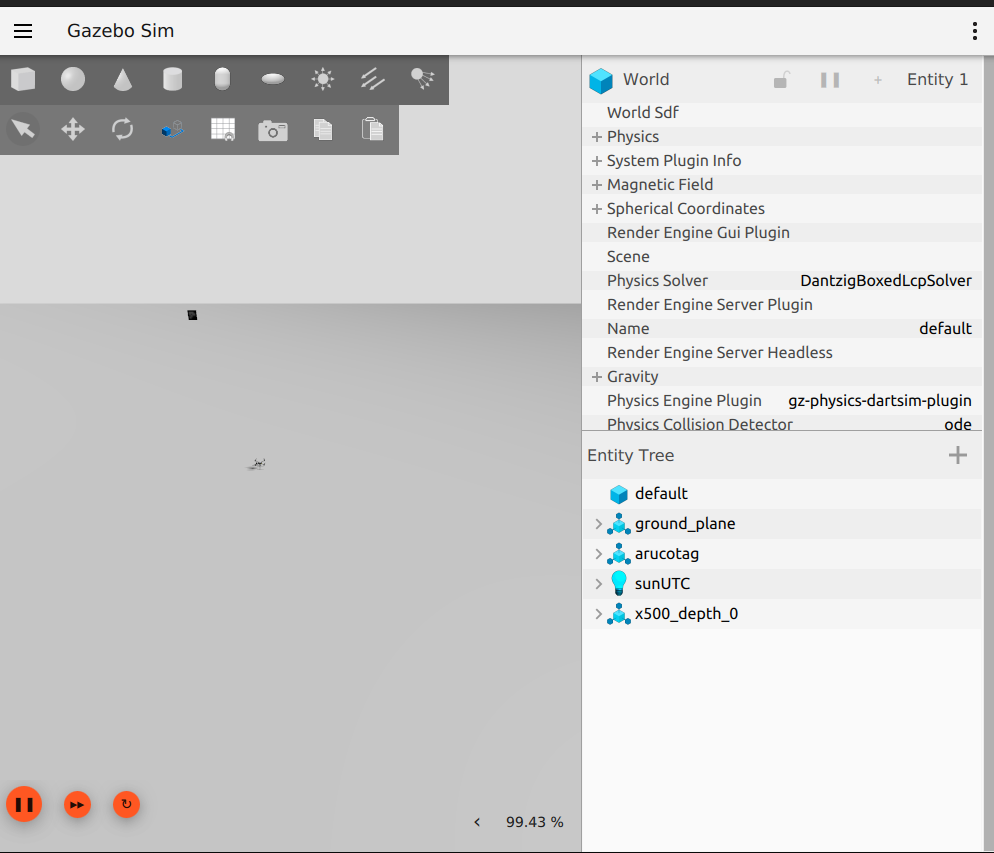 Gazebo Sim
World
Entity 1
World Sdf
Physics
System Plugin Info
Magnetic Field
Spherical Coordinates
Render Engine Gui Plugin
Scene
Physics Solver DantzigBoxedLcpSolver
Render Engine Server Plugin
Name default
Render Engine Server Headless
Gravity
Physics Engine Plugin gz-physics-dartsim-plugin
Physics Collision Detector ode
Entity Tree
default
ground_plane
arucotag
sunUTC
x500_depth_0
99.43 %